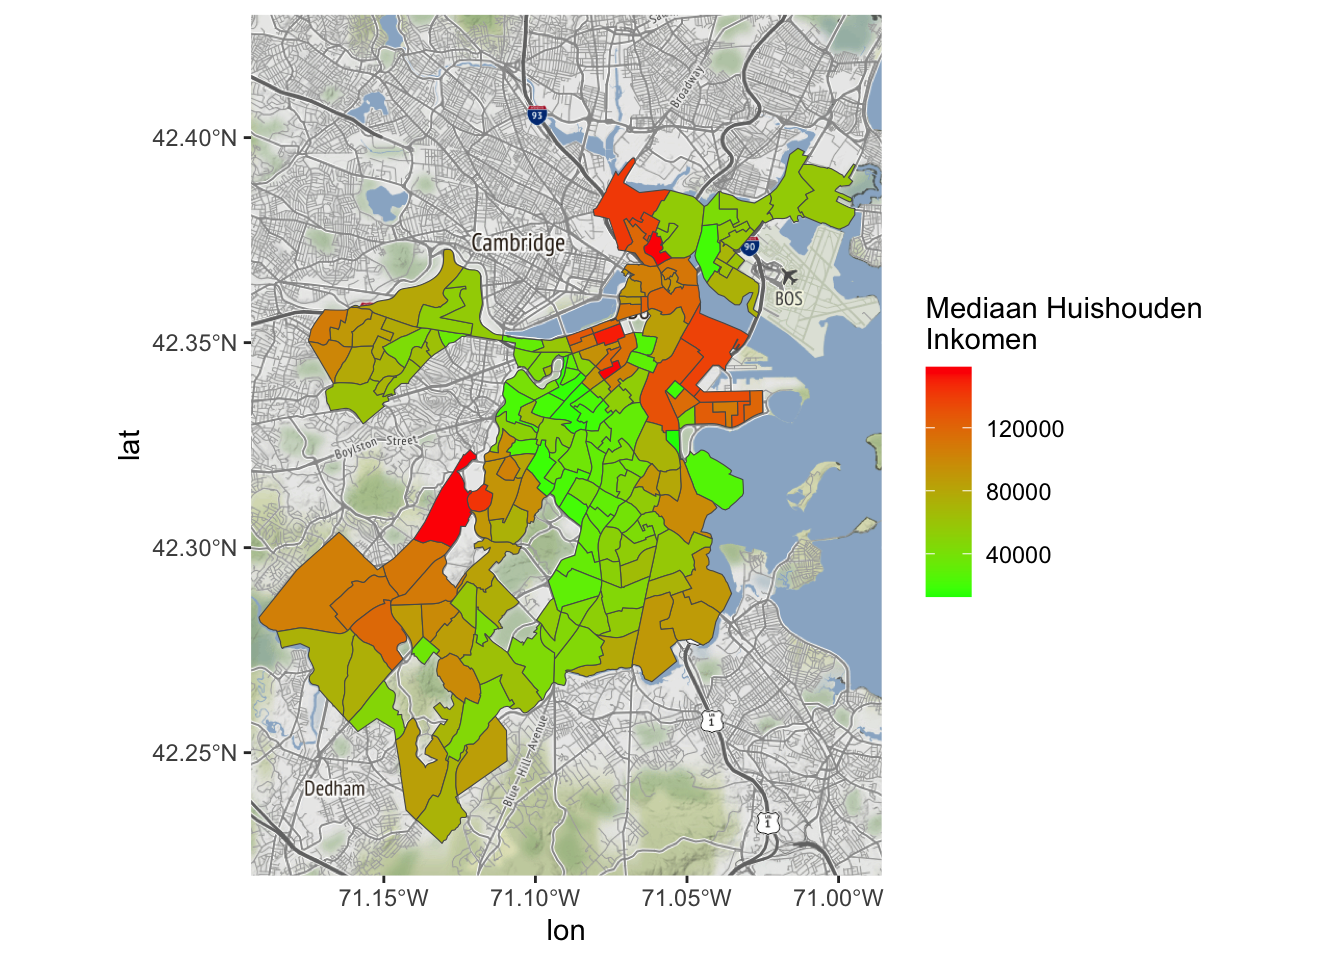 93
Broadway
42.40°N
Cambridge
90
BOS
42.35°N
Boylston—Street
42.30°N
42.25°N
1
Dedham
Blue—Hill—Avenue
1
71.15°W
71.10°W
71.05°W
71.00°W
lat
lon
Mediaan Huishouden
Inkomen
120000
80000
40000